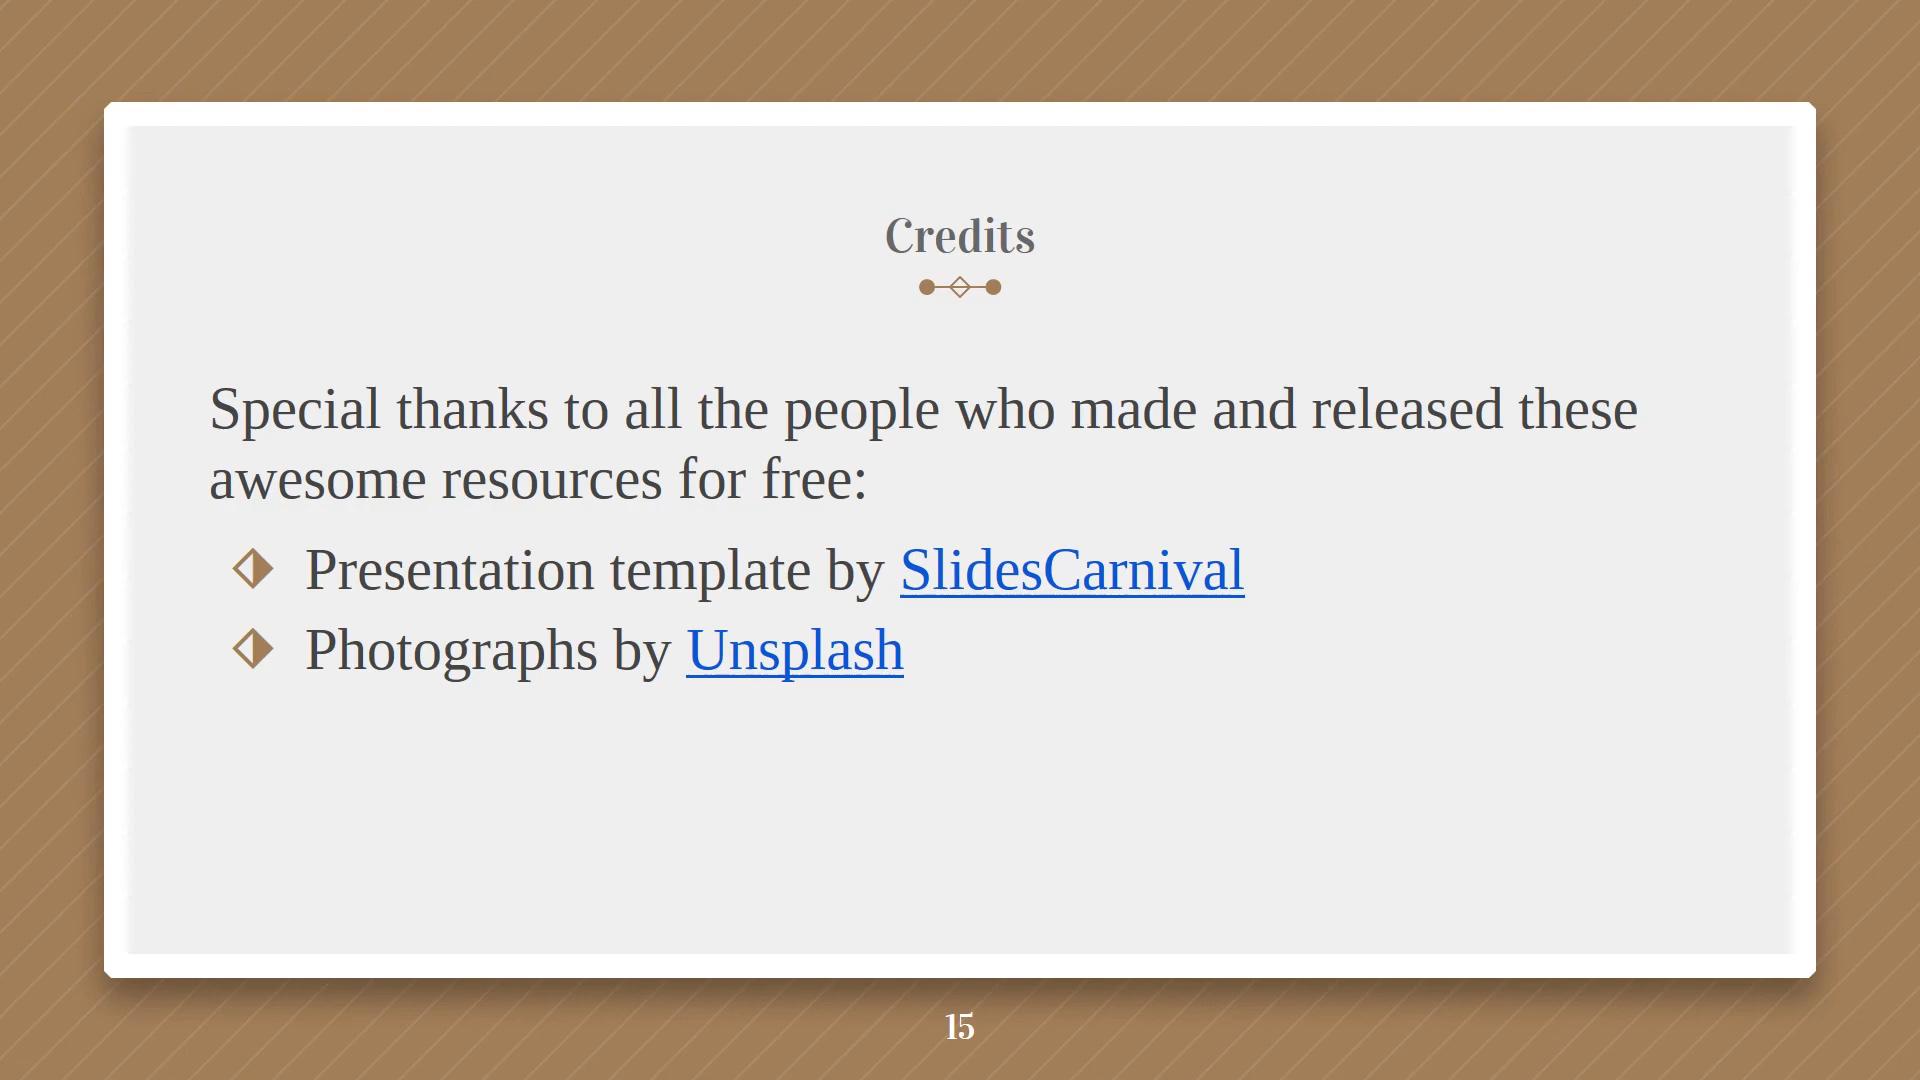 Credits
Special thanks to all the people who made and released these
awesome resources for free:
Presentation template by SlidesCarnival
Photographs by Unsplash
15